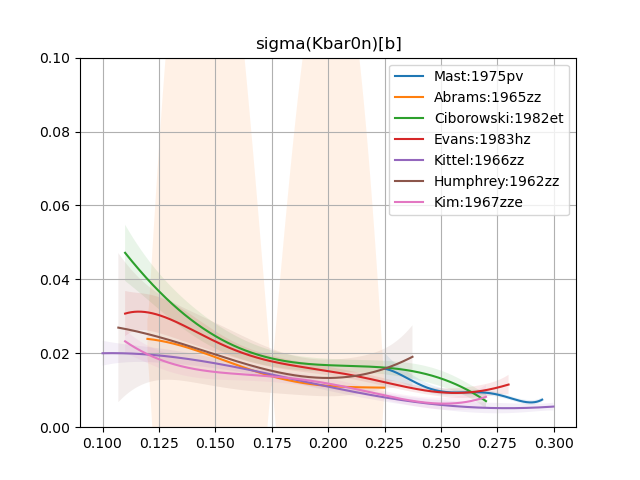 sigma(Kbar0n)[b]
0.10
0.08
0.06
0.04
0.02
0.00
Mast:1975pv
Abrams:1965zz
Ciborowski:1982et
Evans:1983hz
Kittel:1966zz
Humphrey:1962zz
Kim:1967zze
0.100 0.125 0.150 0.175 0.200 0.225 0.250 0.275 0.300